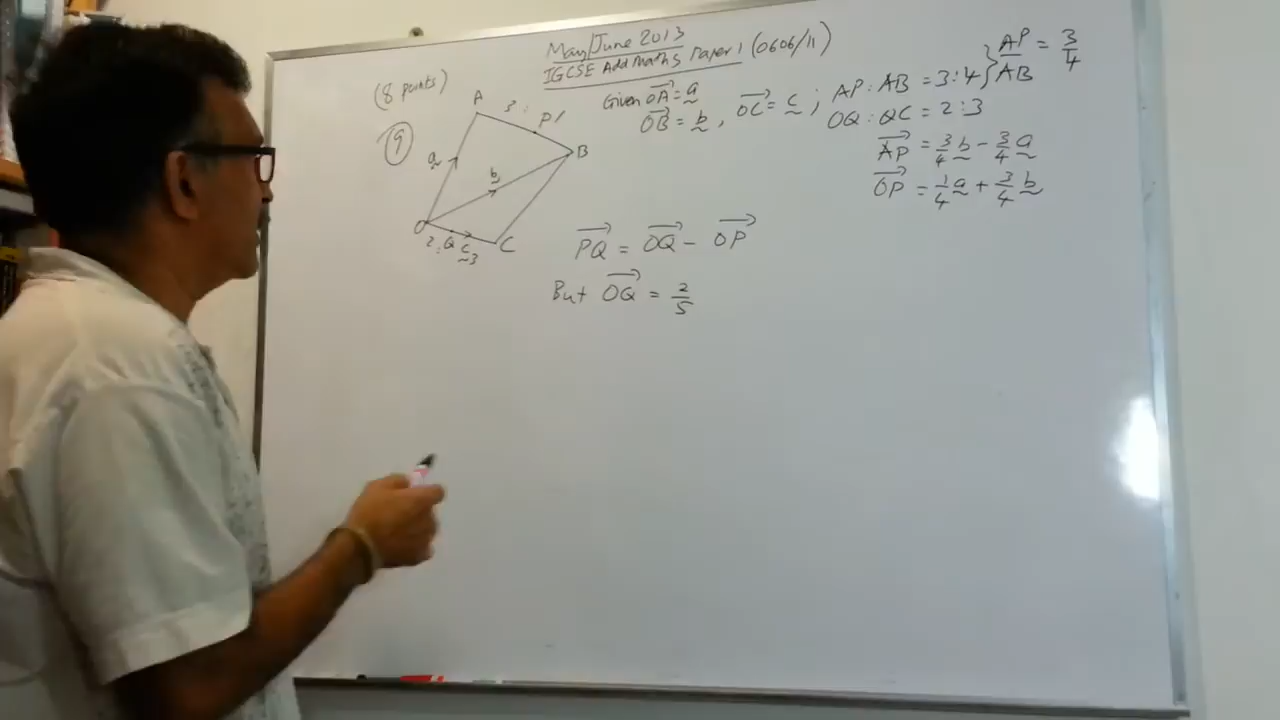 May/June 2013
IGCSE Add Maths Paper 1 (0606/11)
(8 points)
9
Given →OA = a
→OB = b, →OC = c ; AP : AB = 3:4 } AP/AB = 3/4
OQ : QC = 2:3
→AP = 3/4 b - 3/4 a
→OP = 1/4 a + 3/4 b
A
3 :
P 1
B
a
b
O
2 : Q
c
3
C
→PQ = →OQ - →OP
But →OQ = 2/5